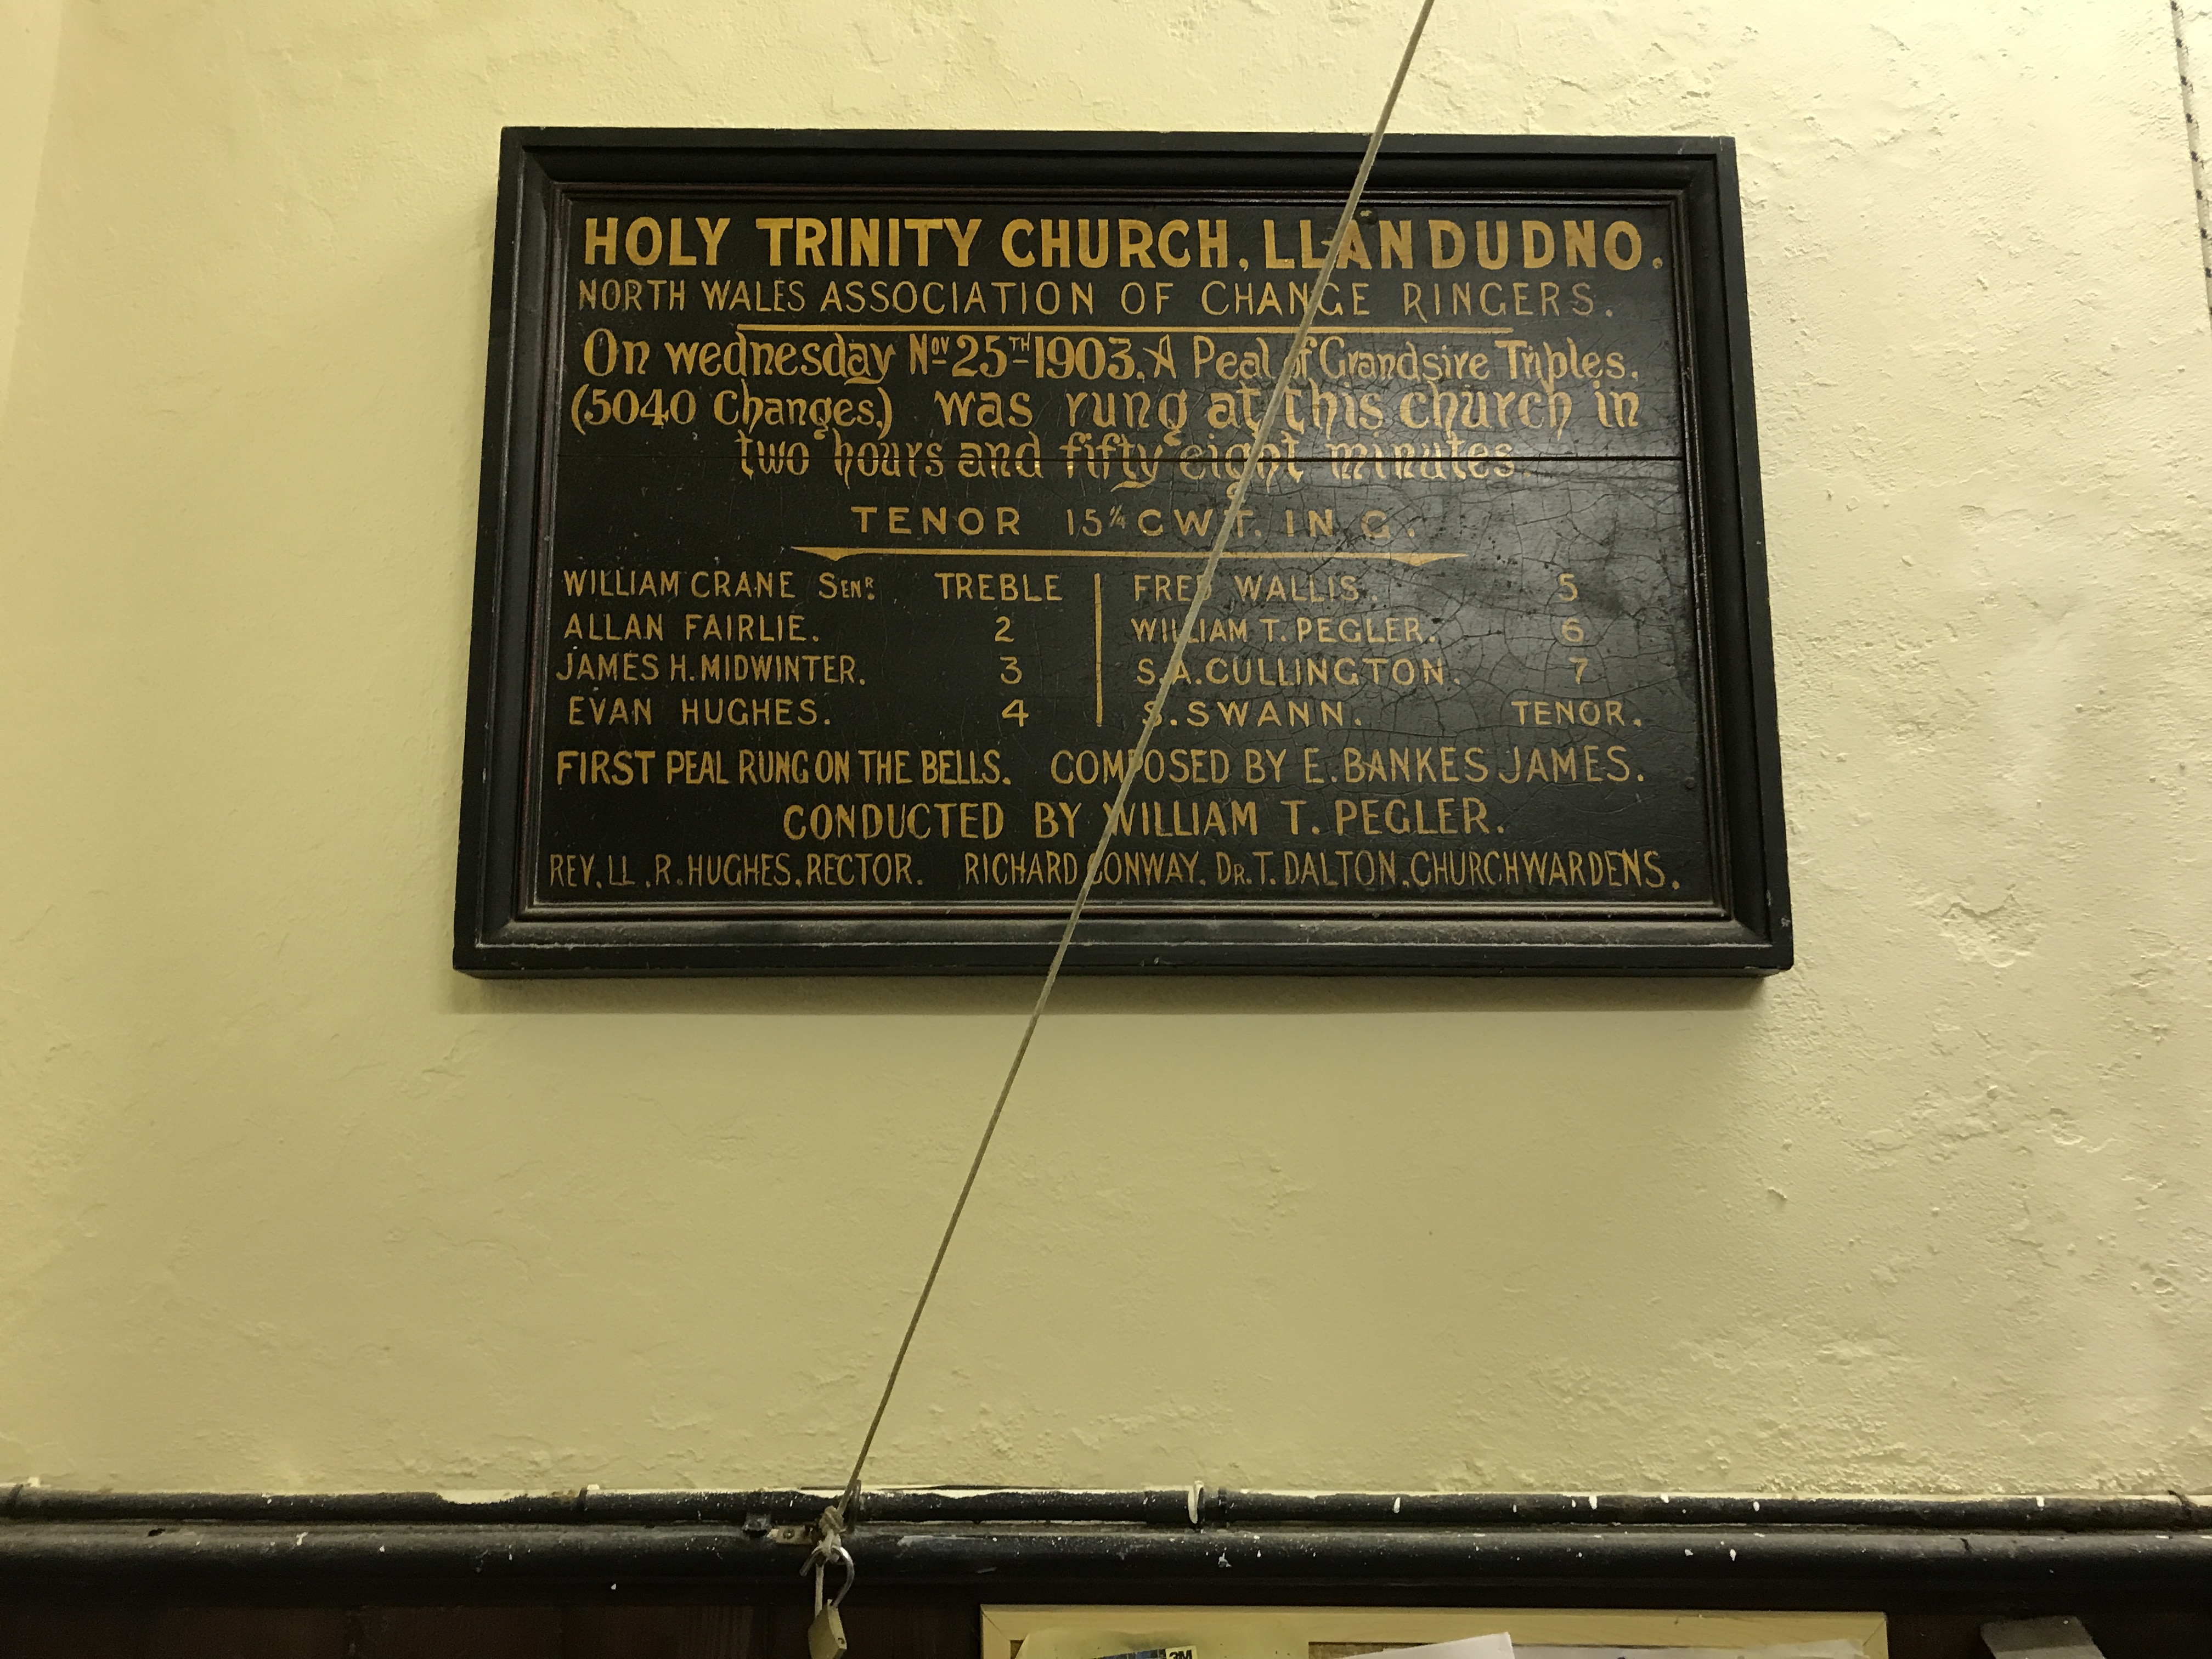 HOLY TRINITY CHURCH, LLANDUDNO.
NORTH WALES ASSOCIATION OF CHANGE RINGERS.
On wednesday Nov 25TH 1903, A Peal of Grandsire Triples,
(5040 Changes,) was rung at this church in
two hours and fifty eight minutes.
TENOR 15 1/4 CWT. IN G.
WILLIAM CRANE SENR. TREBLE FRED WALLIS. 5
ALLAN FAIRLIE. 2 WILLIAM T. PEGLER. 6
JAMES H. MIDWINTER. 3 S.A. CULLINGTON. 7
EVAN HUGHES. 4 S. SWANN. TENOR.
FIRST PEAL RUNG ON THE BELLS. COMPOSED BY E. BANKES JAMES.
CONDUCTED BY WILLIAM T. PEGLER.
REV. LL. R. HUGHES, RECTOR. RICHARD CONWAY. DR. T. DALTON, CHURCHWARDENS.
3M